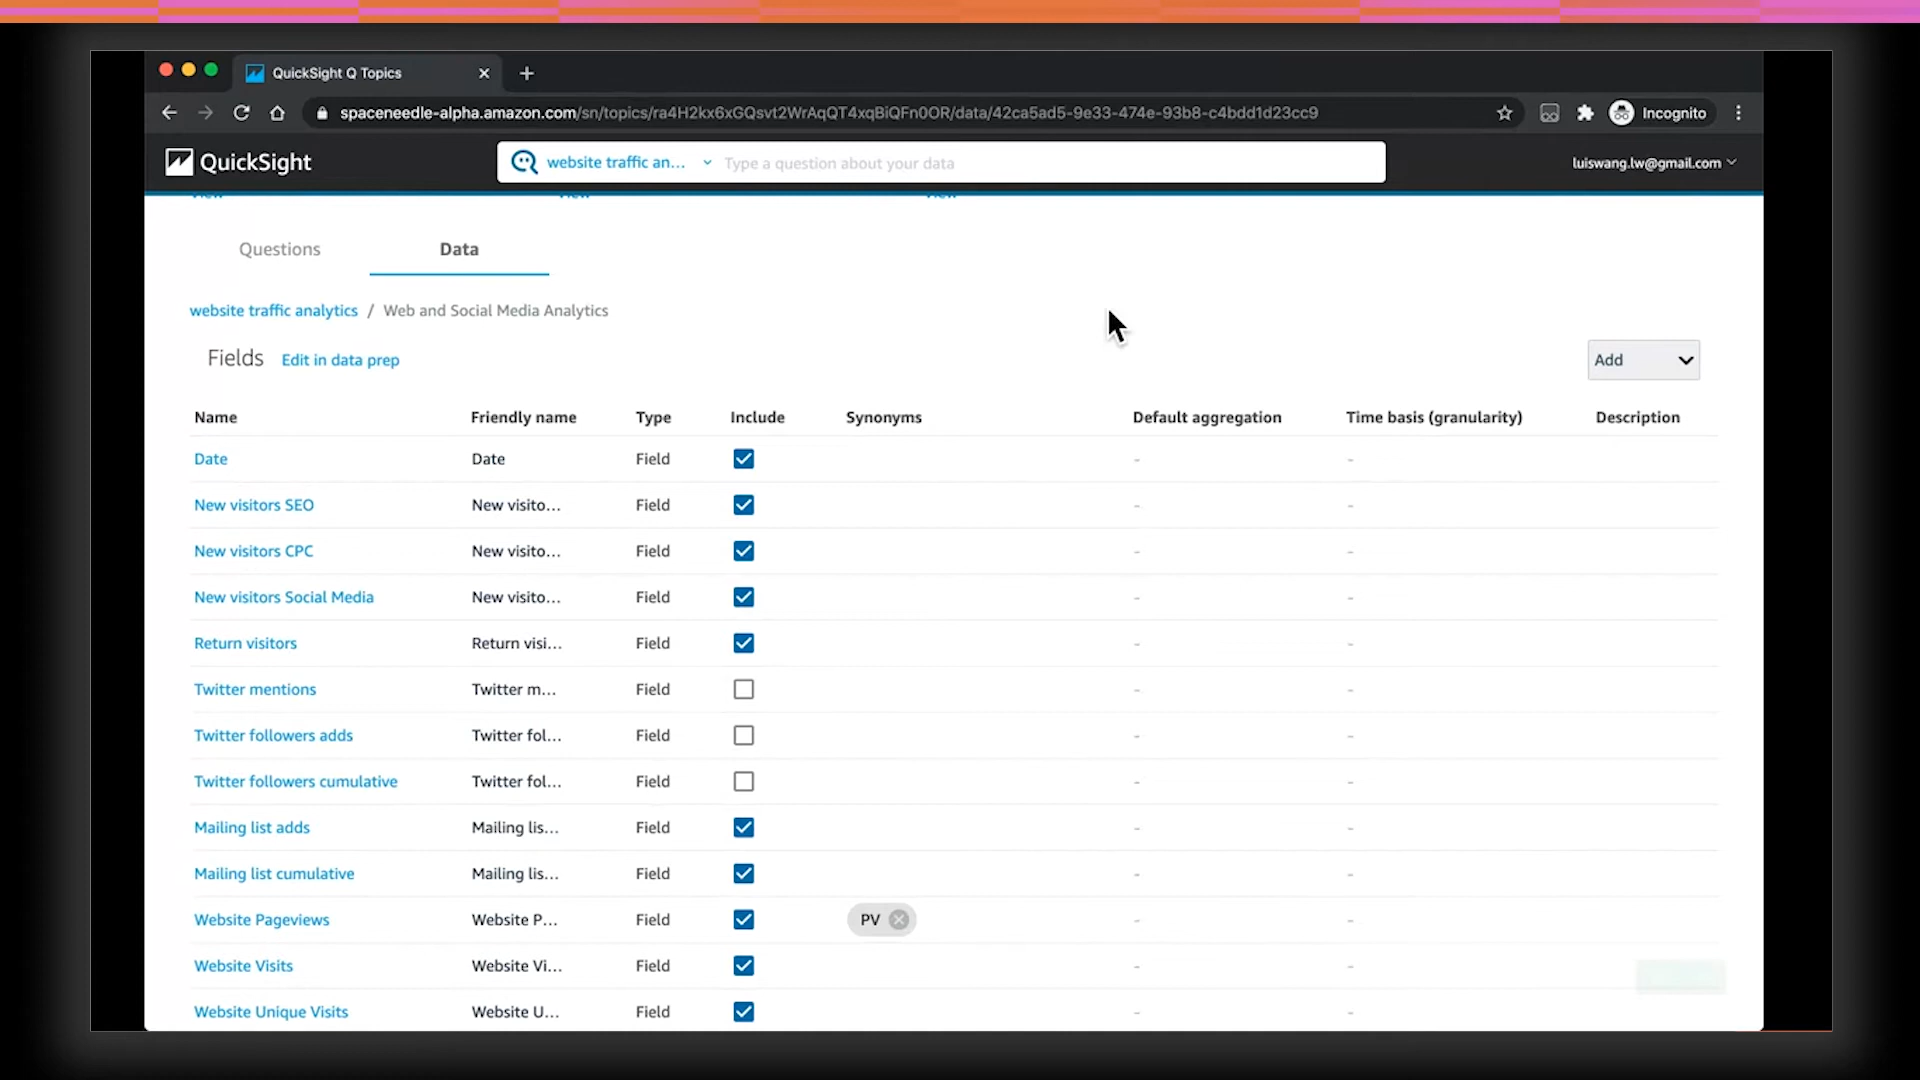 QuickSight Q Topics
spaceneedle-alpha.amazon.com/sn/topics/ra4H2kx6xGQsvt2WrAqQT4xqBiQFn0OR/data/42ca5ad5-9e33-474e-93b8-c4bdd1d23cc9
Incognito
QuickSight
website traffic an...
Type a question about your data
luiswang.lw@gmail.com
View View View
Questions
Data
website traffic analytics / Web and Social Media Analytics
Fields Edit in data prep
Add
Name Friendly name Type Include Synonyms Default aggregation Time basis (granularity) Description
Date Date Field - -
New visitors SEO New visito... Field - -
New visitors CPC New visito... Field - -
New visitors Social Media New visito... Field - -
Return visitors Return visi... Field - -
Twitter mentions Twitter m... Field - -
Twitter followers adds Twitter fol... Field - -
Twitter followers cumulative Twitter fol... Field - -
Mailing list adds Mailing lis... Field - -
Mailing list cumulative Mailing lis... Field - -
Website Pageviews Website P... Field PV - -
Website Visits Website Vi... Field - -
Website Unique Visits Website U... Field - -